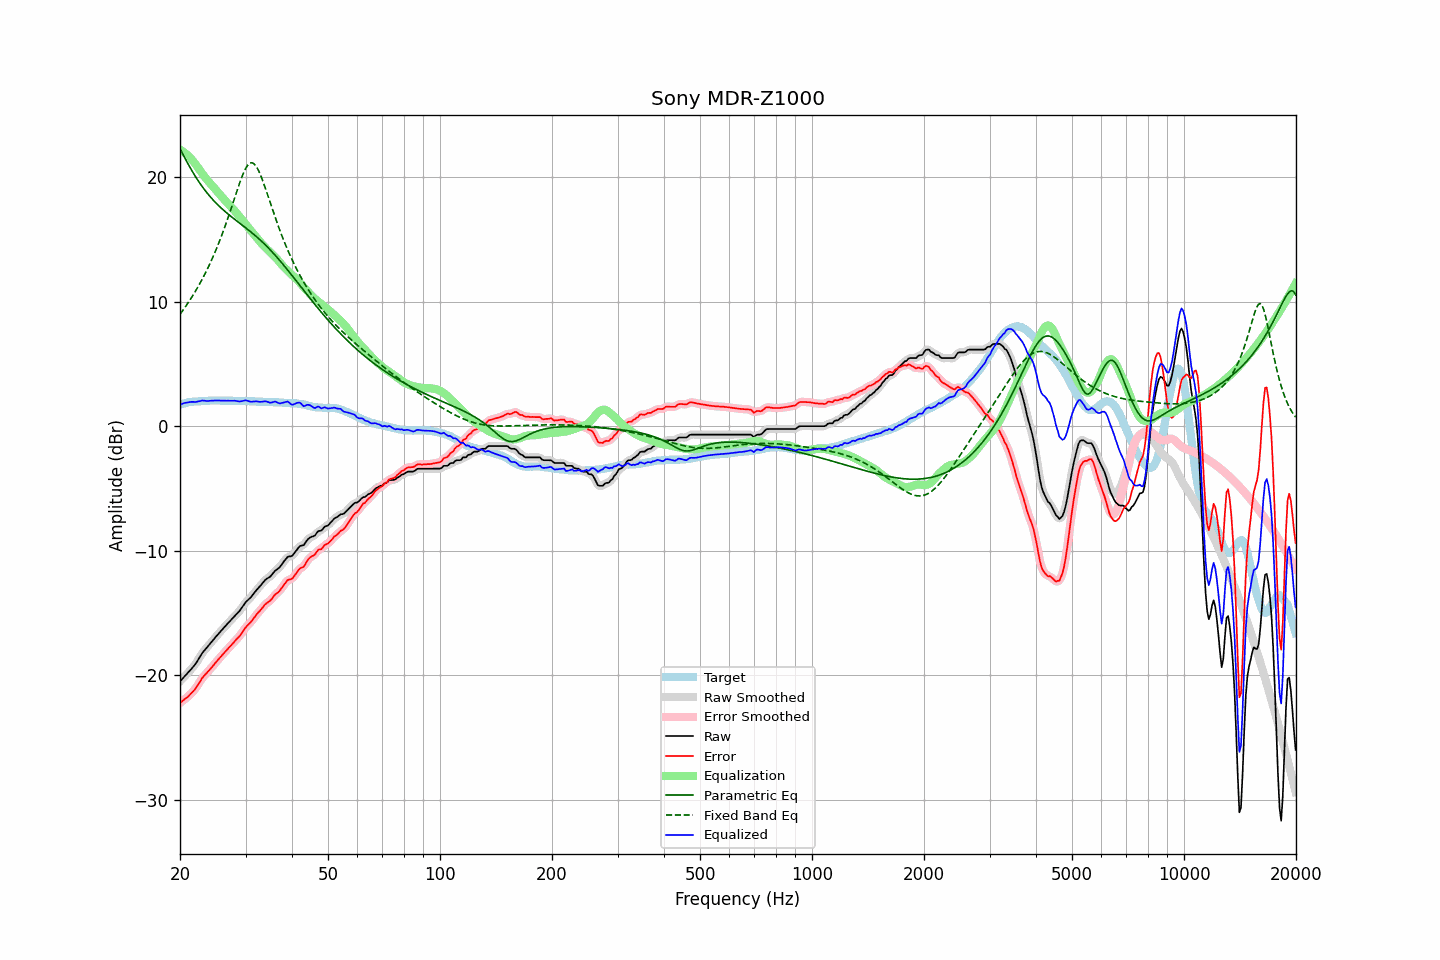 Sony MDR-Z1000
Amplitude (dBr)
20
10
0
−10
−20
−30
Target
Raw Smoothed
Error Smoothed
Raw
Error
Equalization
Parametric Eq
Fixed Band Eq
Equalized
20 50 100 200 500 1000 2000 5000 10000 20000
Frequency (Hz)